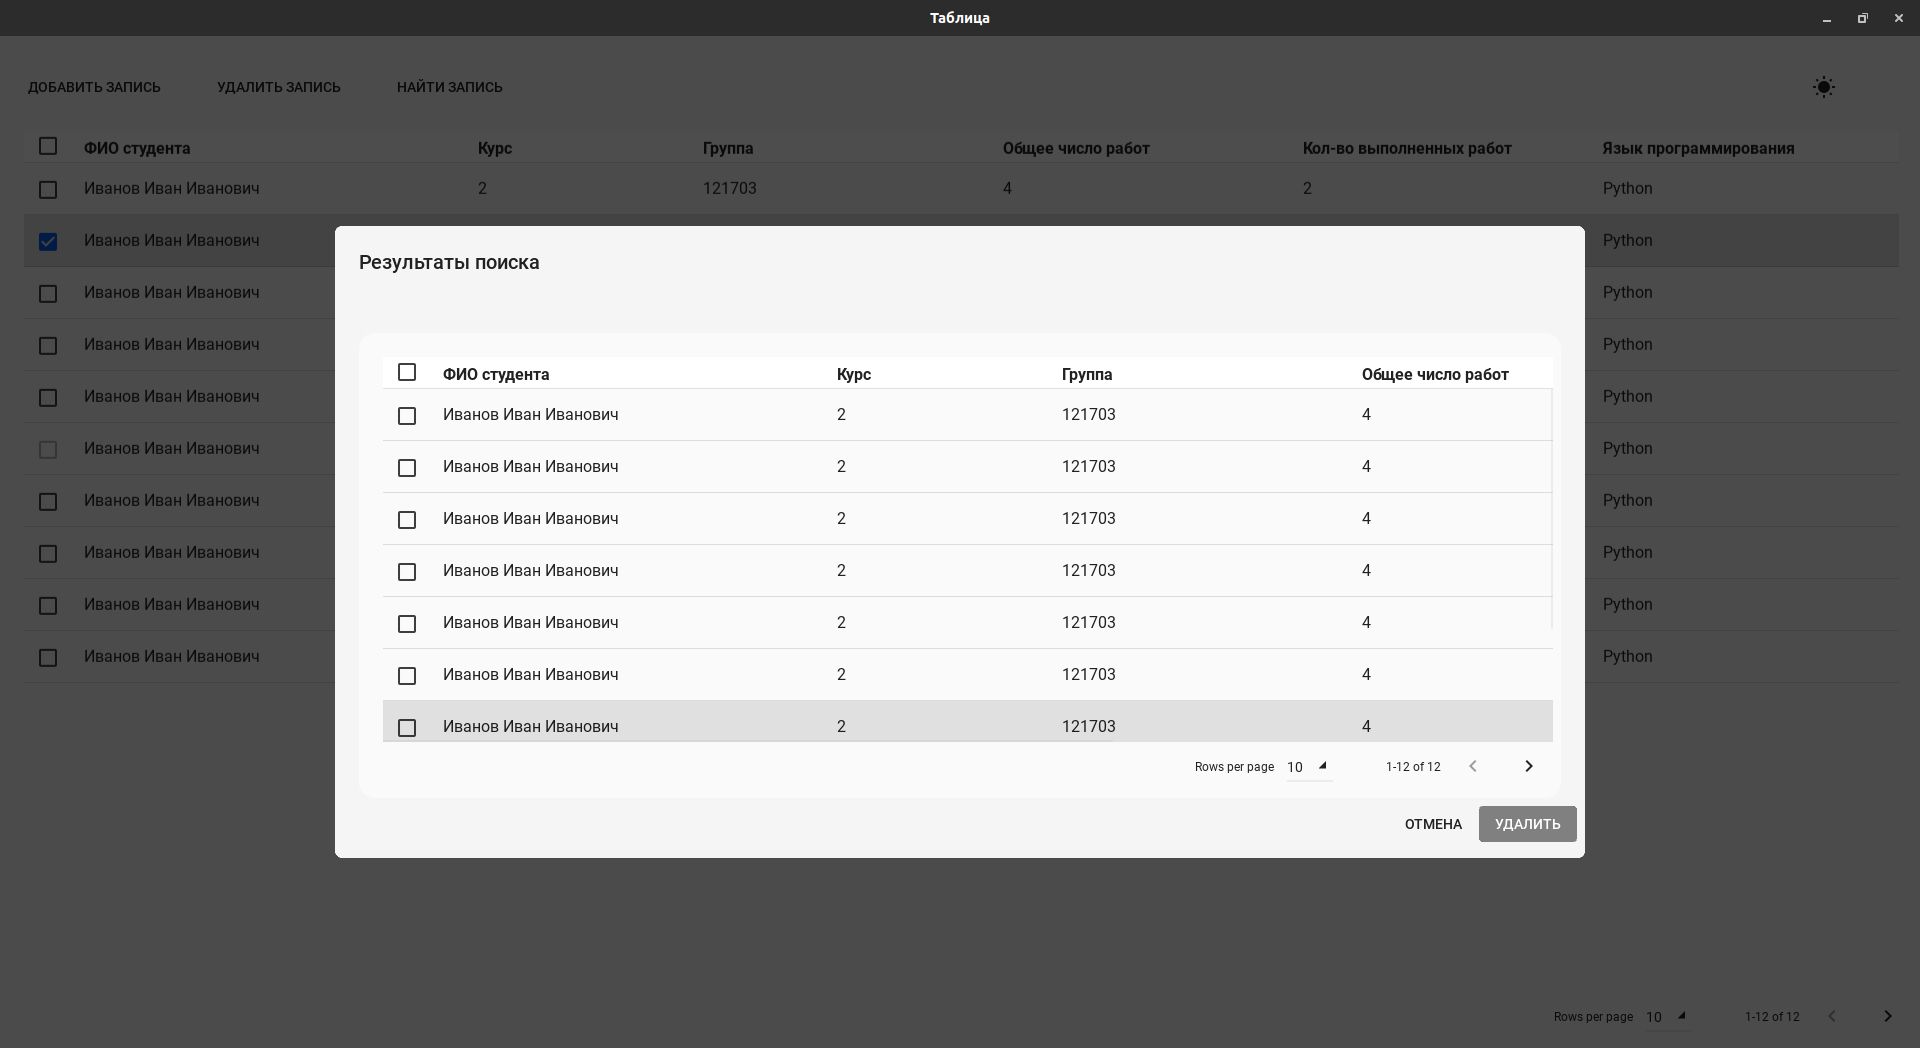 Таблица
ДОБАВИТЬ ЗАПИСЬ УДАЛИТЬ ЗАПИСЬ НАЙТИ ЗАПИСЬ
ФИО студента Курс Группа Общее число работ Кол-во выполненных работ Язык программирования
Иванов Иван Иванович 2 121703 4 2 Python
Иванов Иван Иванович Python
Иванов Иван Иванович Python
Иванов Иван Иванович Python
Иванов Иван Иванович Python
Иванов Иван Иванович Python
Иванов Иван Иванович Python
Иванов Иван Иванович Python
Иванов Иван Иванович Python
Иванов Иван Иванович Python
Результаты поиска
ФИО студента Курс Группа Общее число работ
Иванов Иван Иванович 2 121703 4
Иванов Иван Иванович 2 121703 4
Иванов Иван Иванович 2 121703 4
Иванов Иван Иванович 2 121703 4
Иванов Иван Иванович 2 121703 4
Иванов Иван Иванович 2 121703 4
Иванов Иван Иванович 2 121703 4
Rows per page 10 1-12 of 12
ОТМЕНА УДАЛИТЬ
Rows per page 10 1-12 of 12